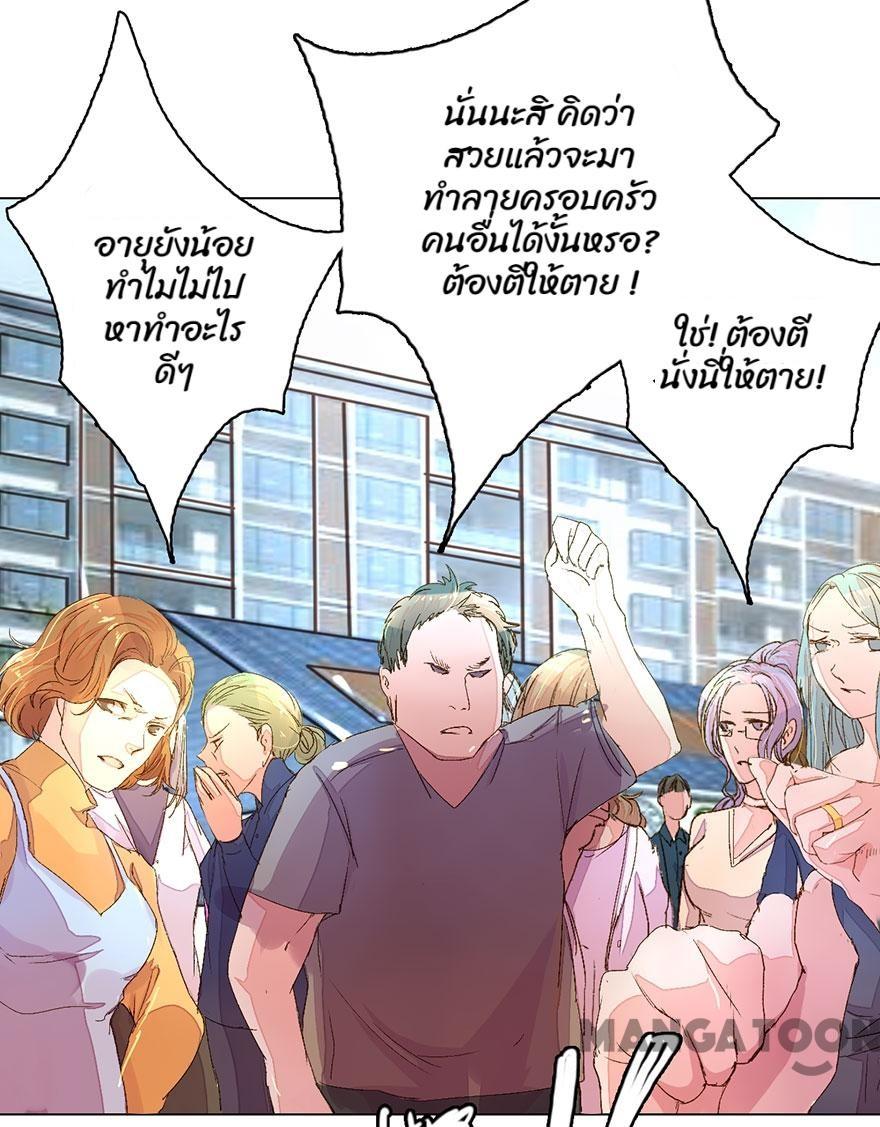 อายุยังน้อย
ทำไมไม่ไป
หาทำอะไร
ดีๆ
นั่นนะสิ คิดว่า
สวยแล้วจะมา
ทำลายครอบครัว
คนอื่นได้งั้นหรอ?
ต้องตีให้ตาย !
ใช่! ต้องตี
นั่งนี่ให้ตาย!
MANGATOON